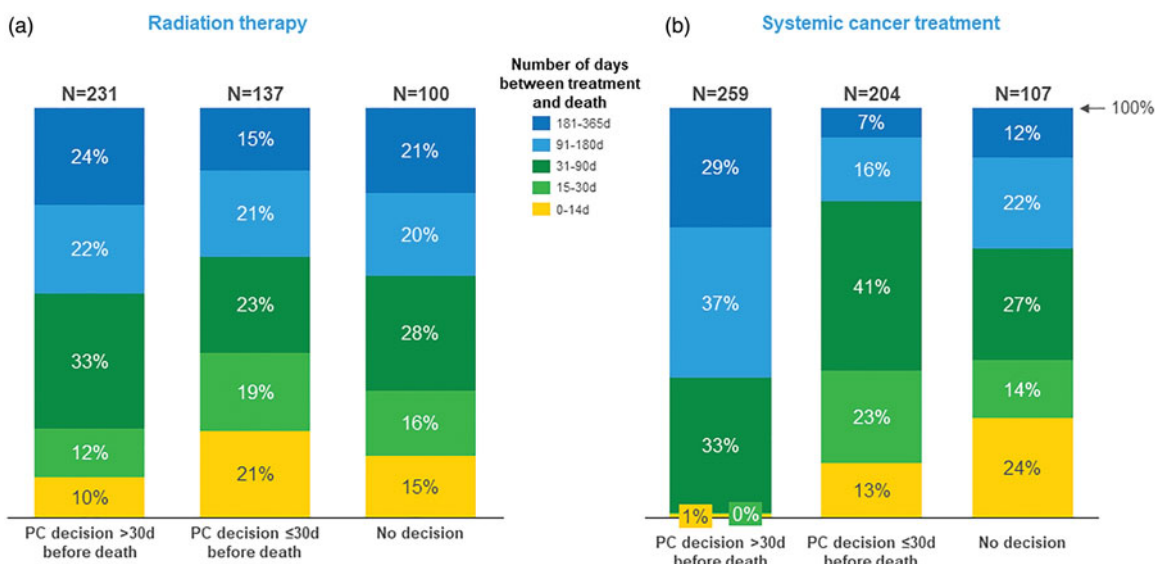 (a)
Radiation therapy
N=231
N=137
N=100
24%
22%
33%
12%
10%
15%
21%
23%
19%
21%
21%
20%
28%
16%
15%
PC decision >30d
before death
PC decision ≤30d
before death
No decision
Number of days
between treatment
and death
181-365d
91-180d
31-90d
15-30d
0-14d
(b)
Systemic cancer treatment
N=259
N=204
N=107
100%
29%
37%
33%
1%
0%
7%
16%
41%
23%
13%
12%
22%
27%
14%
24%
PC decision >30d
before death
PC decision ≤30d
before death
No decision